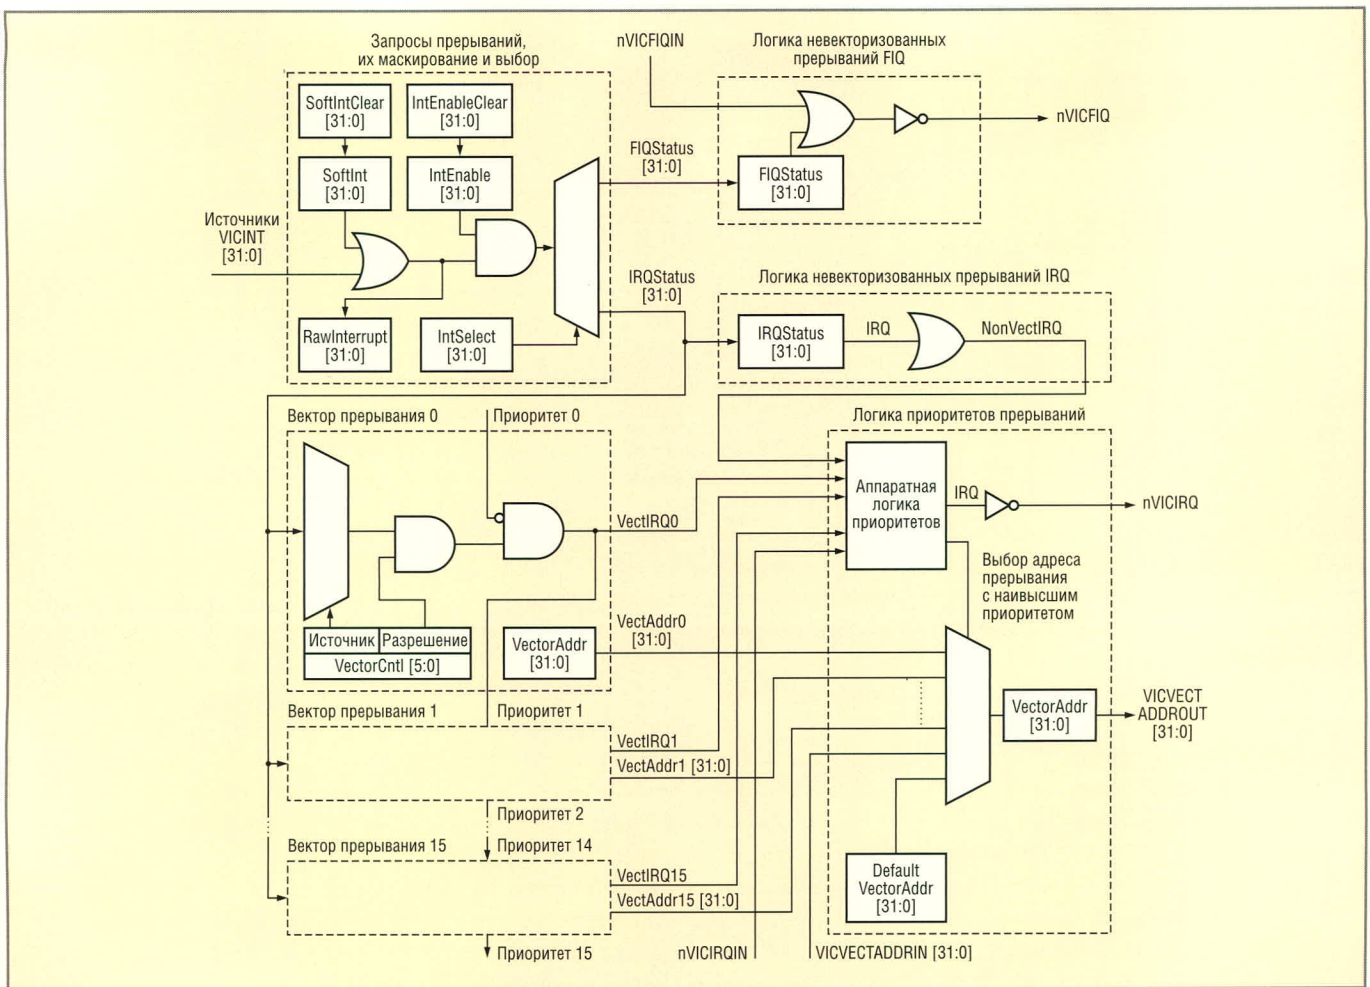 Запросы прерываний,
их маскирование и выбор
nVICFIQIN
Логика невекторизованных
прерываний FIQ
SoftIntClear
[31:0]
IntEnableClear
[31:0]
nVICFIQ
SoftInt
[31:0]
IntEnable
[31:0]
FIQStatus
[31:0]
FIQStatus
[31:0]
Источники
VICINT
[31:0]
IRQStatus
[31:0]
Логика невекторизованных прерываний IRQ
RawInterrupt
[31:0]
IntSelect
[31:0]
IRQStatus
[31:0]
IRQ
NonVectIRQ
Вектор прерывания 0
Приоритет 0
Логика приоритетов прерываний
Аппаратная
логика
приоритетов
IRQ
nVICIRQ
VectIRQ0
Выбор адреса
прерывания
с наивысшим
приоритетом
Источник
Разрешение
VectorCntl [5:0]
VectorAddr
[31:0]
VectAddr0
[31:0]
VectorAddr
[31:0]
VICVECT
ADDROUT
[31:0]
Вектор прерывания 1
Приоритет 1
VectIRQ1
VectAddr1 [31:0]
Приоритет 2
Вектор прерывания 15
Приоритет 14
VectIRQ15
VectAddr15 [31:0]
Default
VectorAddr
[31:0]
Приоритет 15
nVICIRQIN
VICVECTADDRIN [31:0]